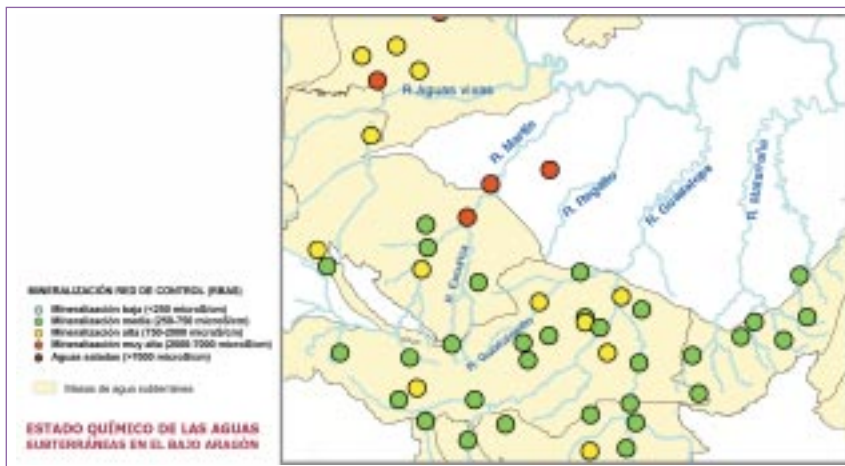 R. Aguas vivas
R. Martín
R. Regallo
R. Guadalope
R. Matarraña
R. Escuriza
R. Guadalopillo
MINERALIZACIÓN RED DE CONTROL (RBAS)
Mineralización baja (<250 microS/cm)
Mineralización media (250-750 microS/cm)
Mineralización alta (750-2000 microS/cm)
Mineralización muy alta (2000-7000 microS/cm)
Aguas saladas (>7000 microS/cm)
Masas de agua subterránea
ESTADO QUÍMICO DE LAS AGUAS
SUBTERRÁNEAS EN EL BAJO ARAGÓN